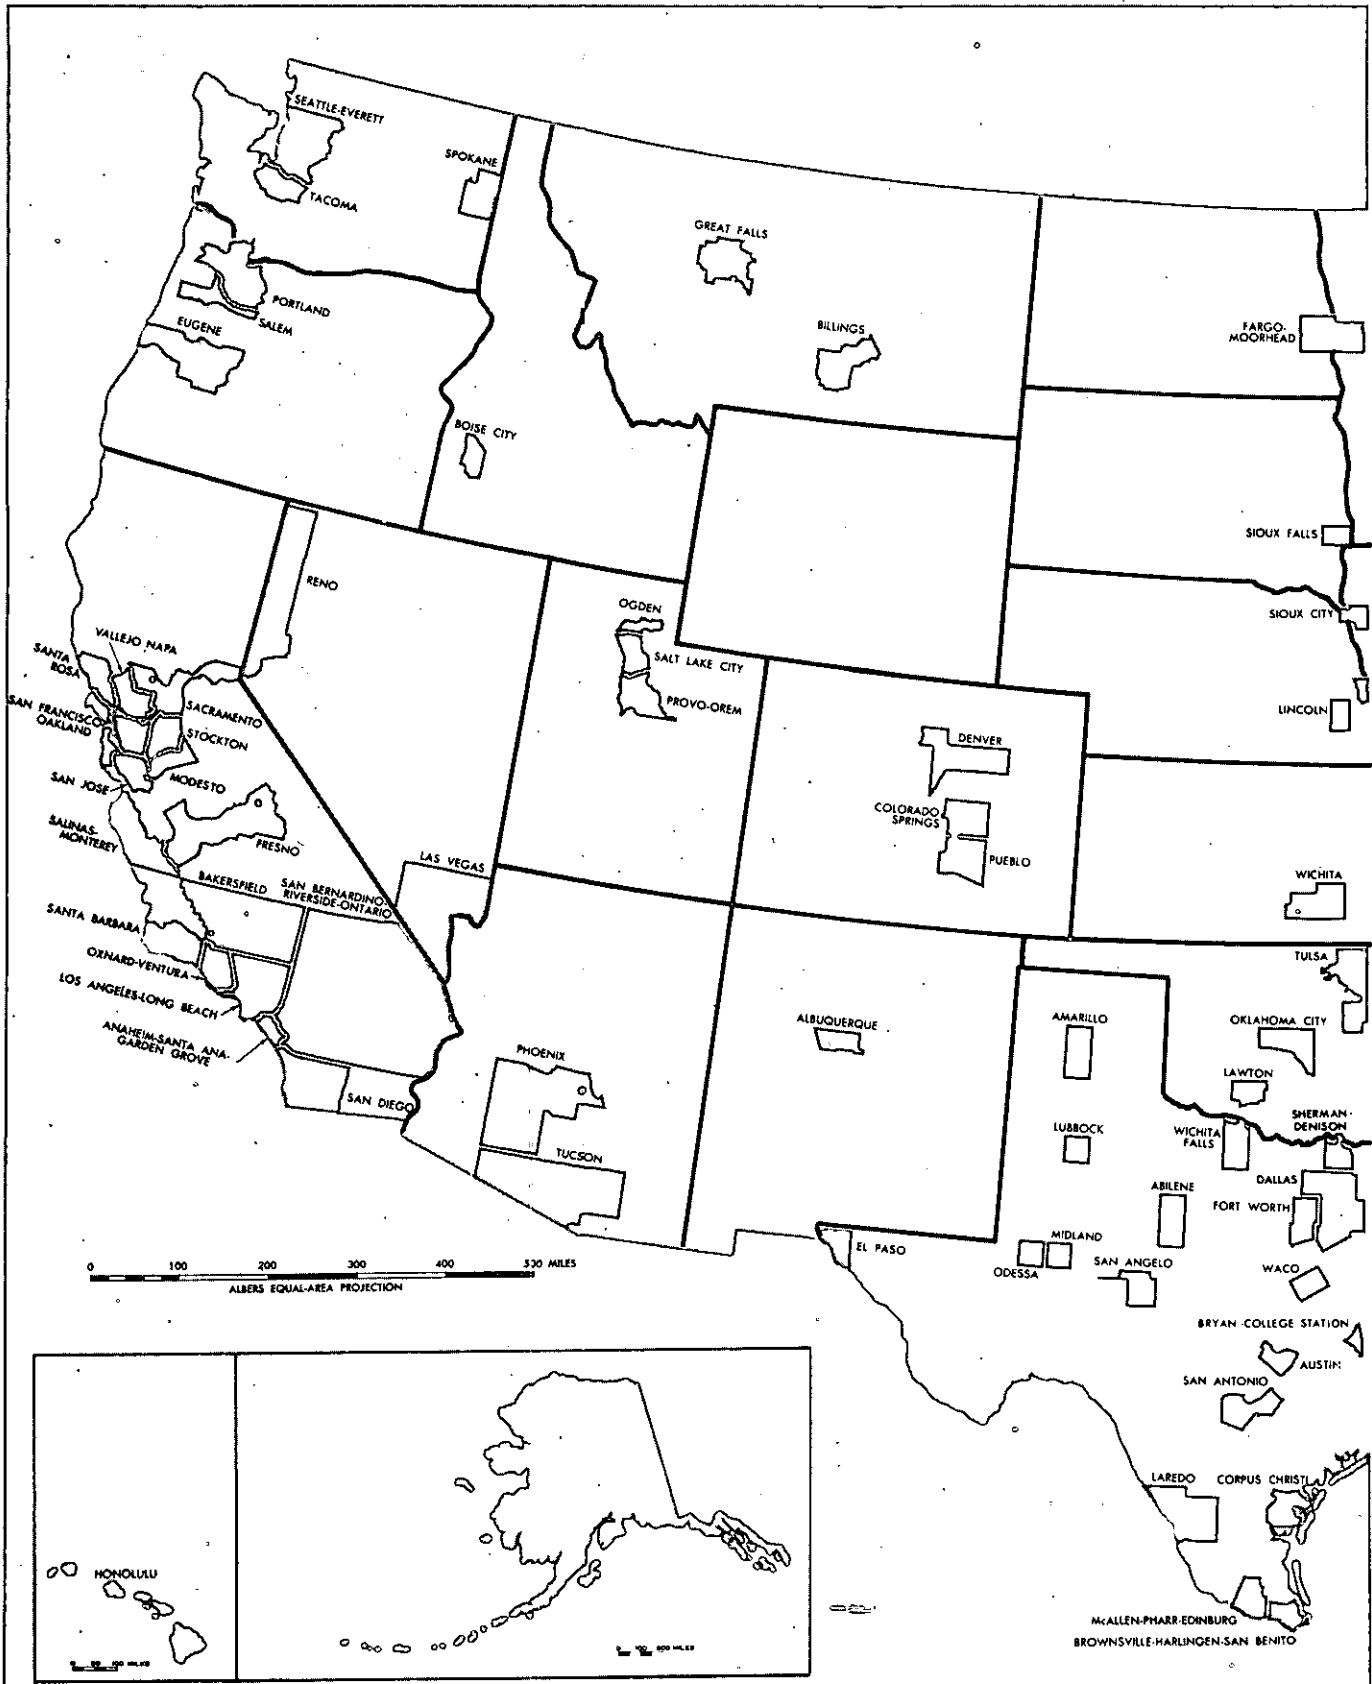 SEATTLE-EVERETT
SPOKANE
TACOMA
GREAT FALLS
PORTLAND
SALEM
EUGENE
BILLINGS
FARGO-
MOORHEAD
BOISE CITY
SIOUX FALLS
RENO
OGDEN
SIOUX CITY
VALLEJO NAPA
SANTA
ROSA
SALT LAKE CITY
PROVO-OREM
SACRAMENTO
SAN FRANCISCO
OAKLAND
STOCKTON
LINCOLN
DENVER
SAN JOSE
MODESTO
COLORADO
SPRINGS
SALINAS-
MONTEREY
FRESNO
PUEBLO
LAS VEGAS
BAKERSFIELD
SAN BERNARDINO-
RIVERSIDE-ONTARIO
WICHITA
SANTA BARBARA
OXNARD-VENTURA
TULSA
LOS ANGELES-LONG BEACH
ALBUQUERQUE
AMARILLO
OKLAHOMA CITY
ANAHEIM-SANTA ANA-
GARDEN GROVE
PHOENIX
LAWTON
SAN DIEGO
SHERMAN-
DENISON
LUBBOCK
WICHITA
FALLS
TUCSON
DALLAS
ABILENE
FORT WORTH
EL PASO
MIDLAND
ODESSA
SAN ANGELO
WACO
0 100 200 300 400 500 MILES
ALBERS EQUAL-AREA PROJECTION
BRYAN-COLLEGE STATION
AUSTIN
SAN ANTONIO
LAREDO
CORPUS CHRISTI
HONOLULU
McALLEN-PHARR-EDINBURG
BROWNSVILLE-HARLINGEN-SAN BENITO